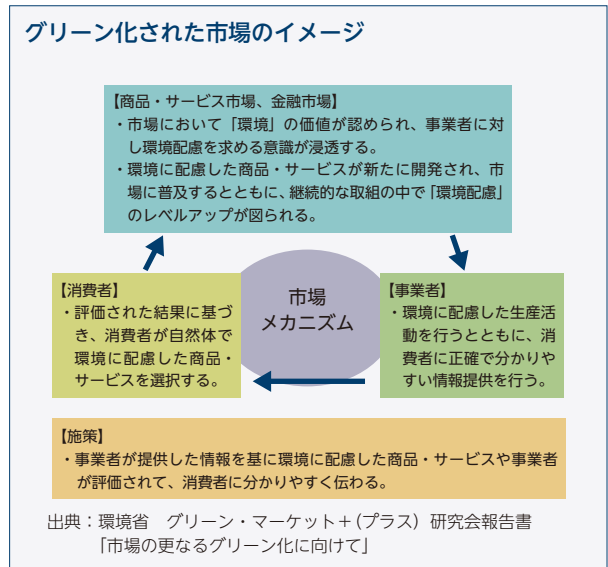 グリーン化された市場のイメージ
【商品・サービス市場、金融市場】
・市場において「環境」の価値が認められ、事業者に対
し環境配慮を求める意識が浸透する。
・環境に配慮した商品・サービスが新たに開発され、市
場に普及するとともに、継続的な取組の中で「環境配慮」
のレベルアップが図られる。
市場
メカニズム
【消費者】
・評価された結果に基づ
き、消費者が自然体で
環境に配慮した商品・
サービスを選択する。
【事業者】
・環境に配慮した生産活
動を行うとともに、消
費者に正確で分かりや
すい情報提供を行う。
【施策】
・事業者が提供した情報を基に環境に配慮した商品・サービスや事業者
が評価されて、消費者に分かりやすく伝わる。
出典：環境省　グリーン・マーケット＋(プラス）研究会報告書
「市場の更なるグリーン化に向けて」